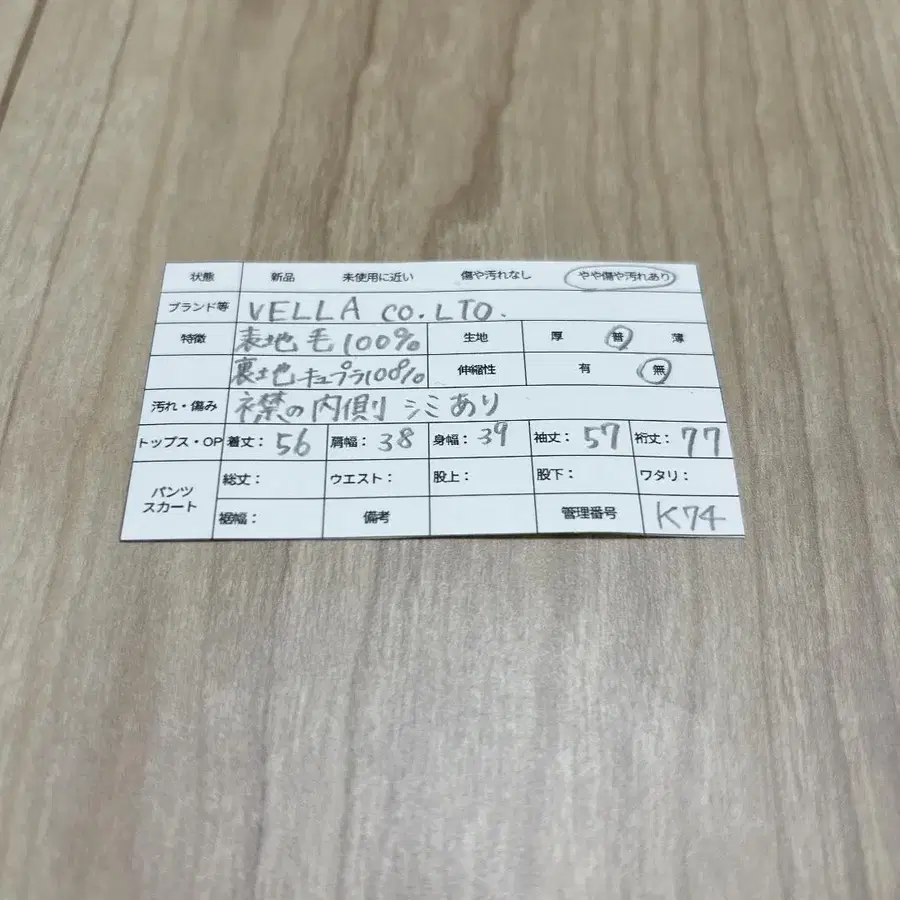 状態 新品 未使用に近い 傷や汚れなし やや傷や汚れあり
ブランド等 VELLA CO. LTD.
特徴 表地 毛100% 生地 厚 普 薄
裏地 キュプラ100% 伸縮性 有 無
汚れ・傷み 衿の内側 シミあり
トップス・OP 着丈: 56 肩幅: 38 身幅: 39 袖丈: 57 裄丈: 77
パンツ スカート 総丈: ウエスト: 股上: 股下: ワタリ:
裾幅: 備考 管理番号 K74